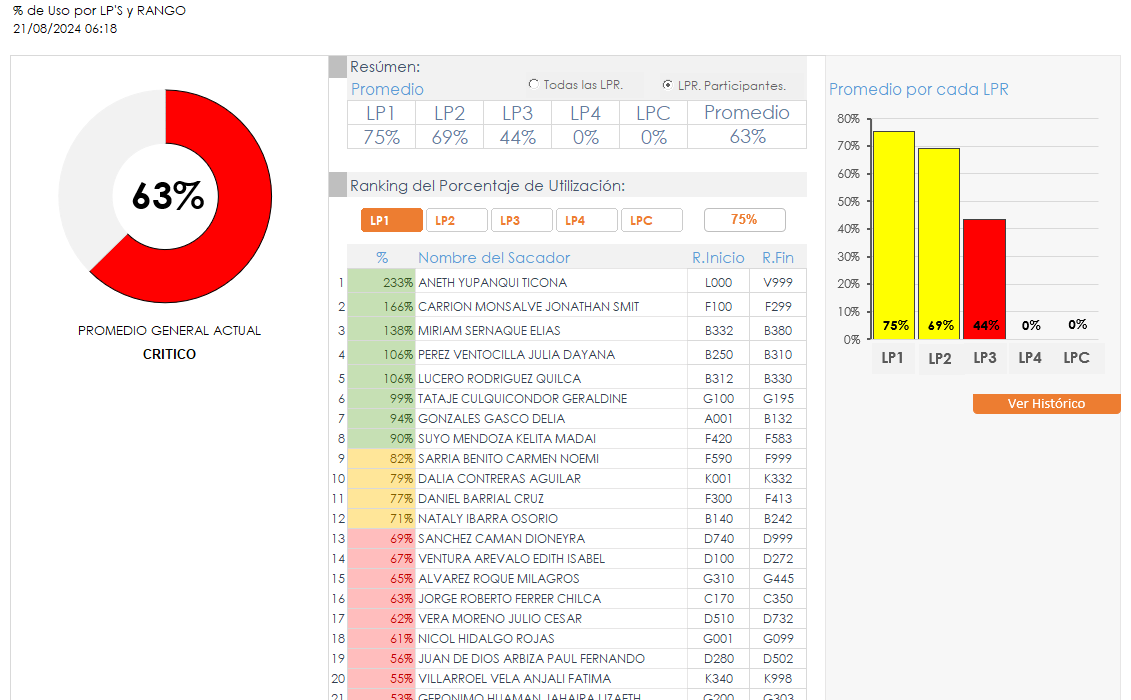 % de Uso por LP'S y RANGO
21/08/2024 06:18
63%
PROMEDIO GENERAL ACTUAL
CRITICO
Resúmen:
Promedio
Todas las LPR.
LPR. Participantes.
LP1 LP2 LP3 LP4 LPC Promedio
75% 69% 44% 0% 0% 63%
Ranking del Porcentaje de Utilización:
LP1 LP2 LP3 LP4 LPC 75%
% Nombre del Sacador R.Inicio R.Fin
1 233% ANETH YUPANQUI TICONA L000 V999
2 166% CARRION MONSALVE JONATHAN SMIT F100 F299
3 138% MIRIAM SERNAQUE ELIAS B332 B380
4 106% PEREZ VENTOCILLA JULIA DAYANA B250 B310
5 106% LUCERO RODRIGUEZ QUILCA B312 B330
6 99% TATAJE CULQUICONDOR GERALDINE G100 G195
7 94% GONZALES GASCO DELIA A001 B132
8 90% SUYO MENDOZA KELITA MADAI F420 F583
9 82% SARRIA BENITO CARMEN NOEMI F590 F999
10 79% DALIA CONTRERAS AGUILAR K001 K332
11 77% DANIEL BARRIAL CRUZ F300 F413
12 71% NATALY IBARRA OSORIO B140 B242
13 69% SANCHEZ CAMAN DIONEYRA D740 D999
14 67% VENTURA AREVALO EDITH ISABEL D100 D272
15 65% ALVAREZ ROQUE MILAGROS G310 G445
16 63% JORGE ROBERTO FERRER CHILCA C170 C350
17 62% VERA MORENO JULIO CESAR D510 D732
18 61% NICOL HIDALGO ROJAS G001 G099
19 56% JUAN DE DIOS ARBIZA PAUL FERNANDO D280 D502
20 55% VILLARROEL VELA ANJALI FATIMA K340 K998
21 53% GERONIMO HUAMAN JAHAIRA LIZAETH G200 G303
Promedio por cada LPR
80%
70%
60%
50%
40%
30%
20%
10%
0%
75% 69% 44% 0% 0%
LP1 LP2 LP3 LP4 LPC
Ver Histórico